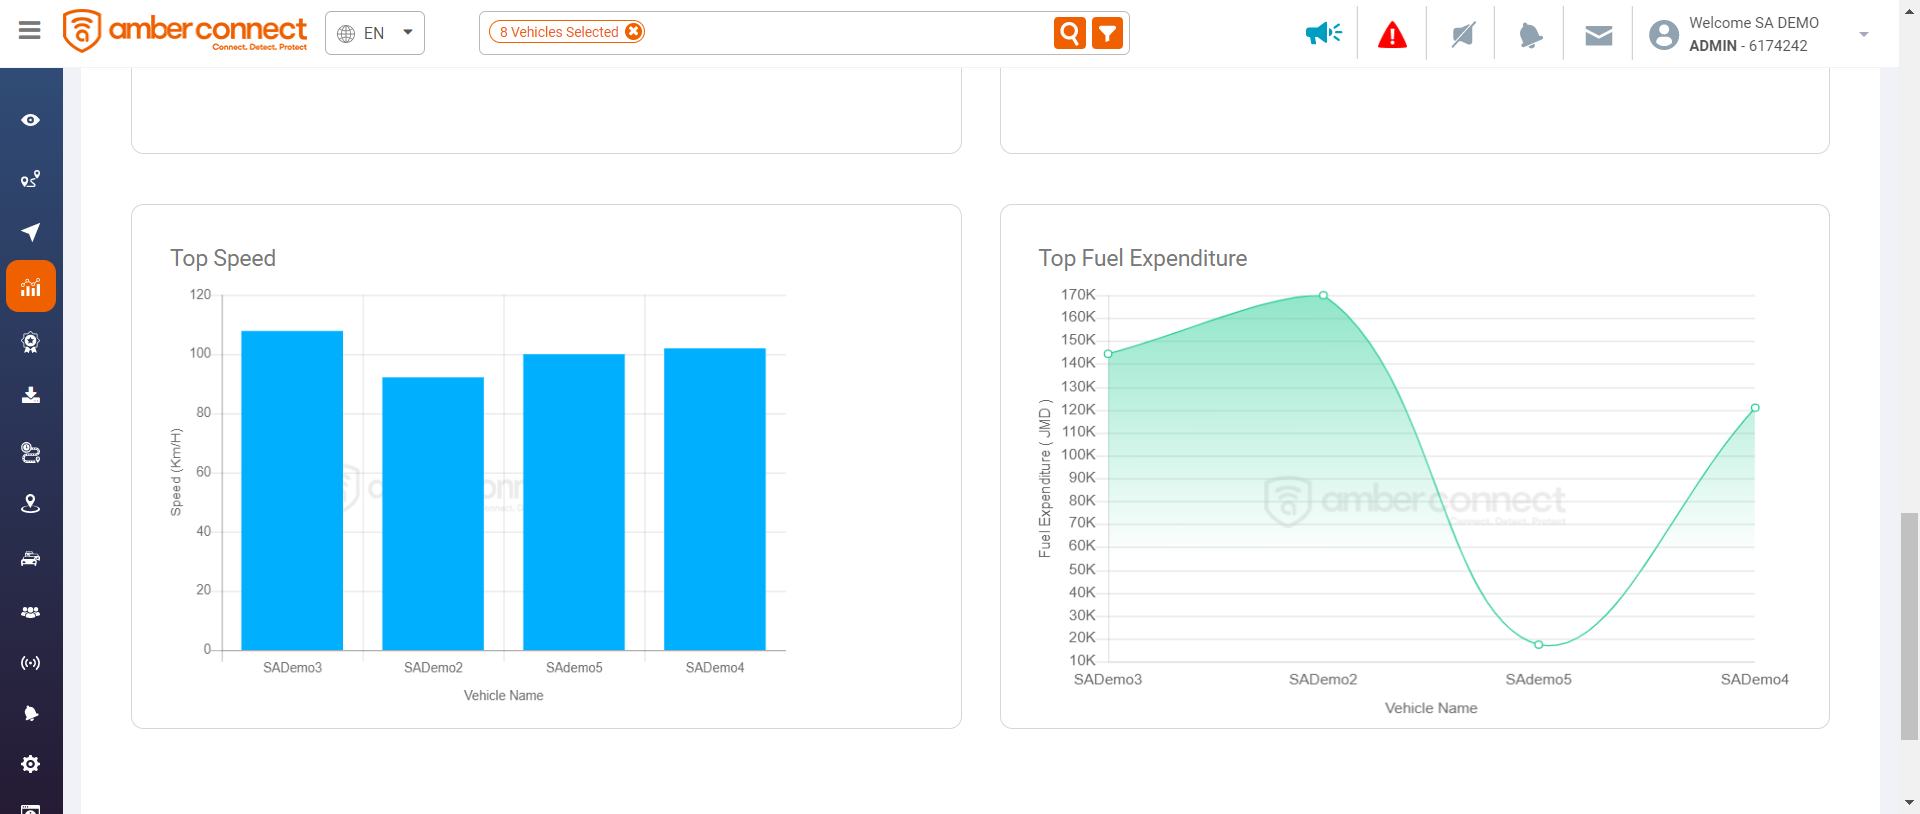 amber connect
Connect. Detect. Protect
EN
8 Vehicles Selected
Welcome SA DEMO
ADMIN - 6174242
Top Speed
120
100
80
60
40
20
0
Speed (Km/H)
SADemo3
SADemo2
SAdemo5
SADemo4
Vehicle Name
Top Fuel Expenditure
170K
160K
150K
140K
130K
120K
110K
100K
90K
80K
70K
60K
50K
40K
30K
20K
10K
Fuel Expenditure ( JMD )
amber connect
Connect. Detect. Protect
SADemo3
SADemo2
SAdemo5
SADemo4
Vehicle Name